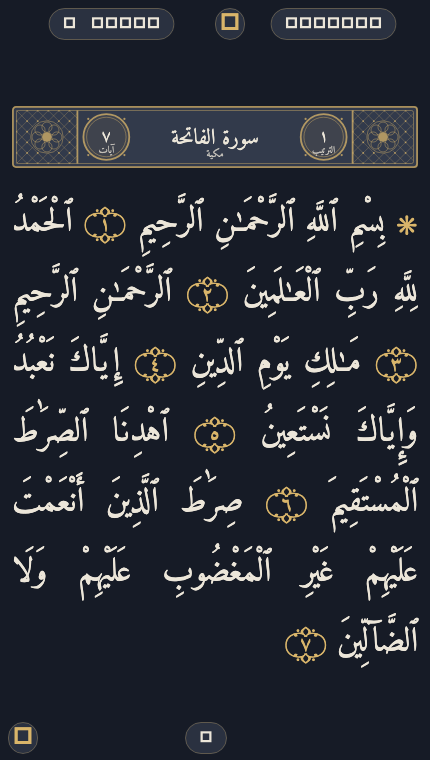 سورة الفاتحة
مكية
١
الترتيب
٧
آيات
بِسْمِ ٱللَّهِ ٱلرَّحْمَـٰنِ ٱلرَّحِيمِ ١ ٱلْحَمْدُ
لِلَّهِ رَبِّ ٱلْعَـٰلَمِينَ ٢ ٱلرَّحْمَـٰنِ ٱلرَّحِيمِ
٣ مَـٰلِكِ يَوْمِ ٱلدِّينِ ٤ إِيَّاكَ نَعْبُدُ
وَإِيَّاكَ نَسْتَعِينُ ٥ ٱهْدِنَا ٱلصِّرَٰطَ
ٱلْمُسْتَقِيمَ ٦ صِرَٰطَ ٱلَّذِينَ أَنْعَمْتَ
عَلَيْهِمْ غَيْرِ ٱلْمَغْضُوبِ عَلَيْهِمْ وَلَا
ٱلضَّآلِّينَ ٧